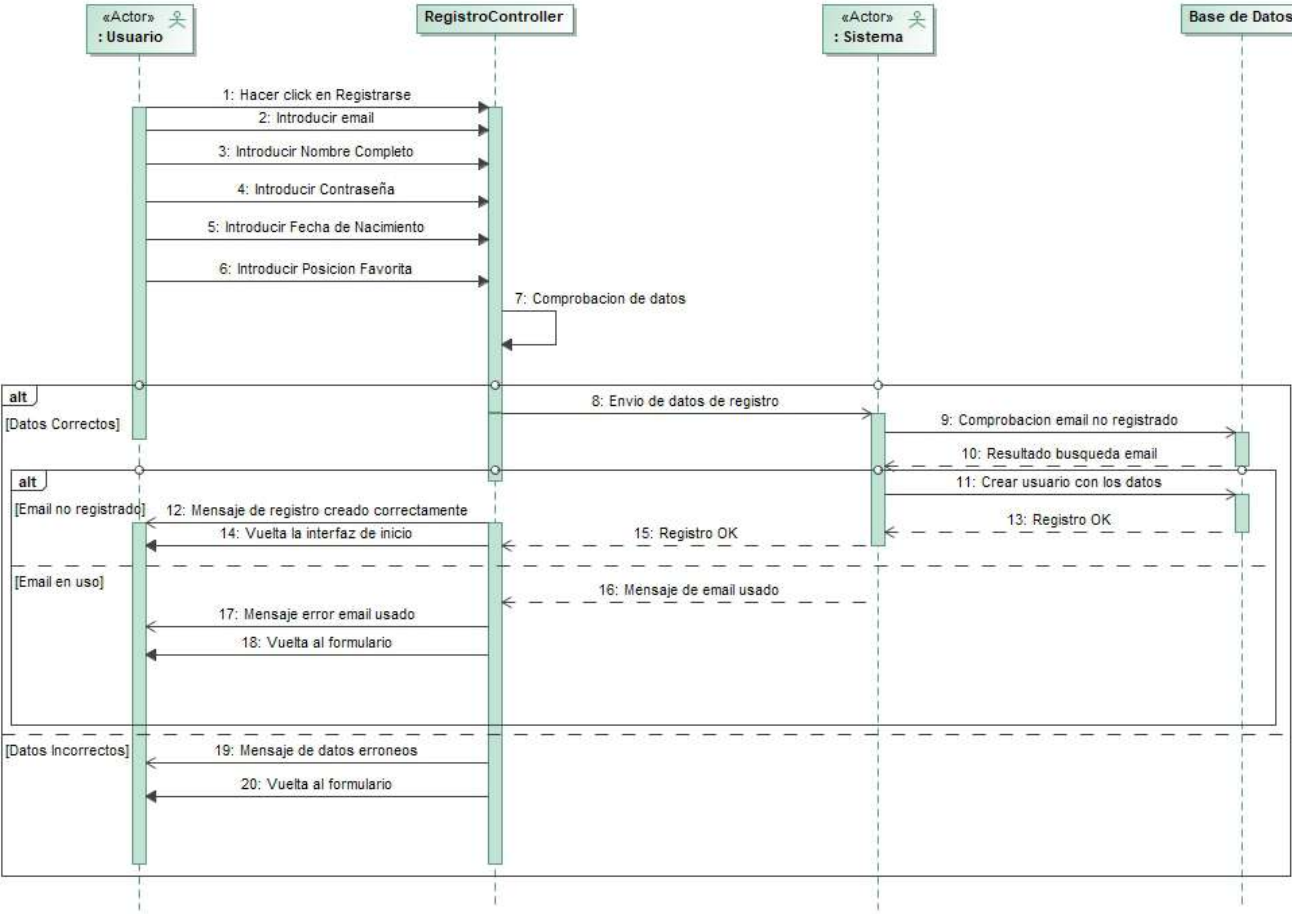 «Actor»
: Usuario
RegistroController
«Actor»
: Sistema
Base de Datos
1: Hacer click en Registrarse
2: Introducir email
3: Introducir Nombre Completo
4: Introducir Contraseña
5: Introducir Fecha de Nacimiento
6: Introducir Posicion Favorita
7: Comprobacion de datos
alt
[Datos Correctos]
8: Envio de datos de registro
9: Comprobacion email no registrado
10: Resultado busqueda email
alt
[Email no registrado]
11: Crear usuario con los datos
12: Mensaje de registro creado correctamente
13: Registro OK
14: Vuelta la interfaz de inicio
15: Registro OK
[Email en uso]
16: Mensaje de email usado
17: Mensaje error email usado
18: Vuelta al formulario
[Datos Incorrectos]
19: Mensaje de datos erroneos
20: Vuelta al formulario